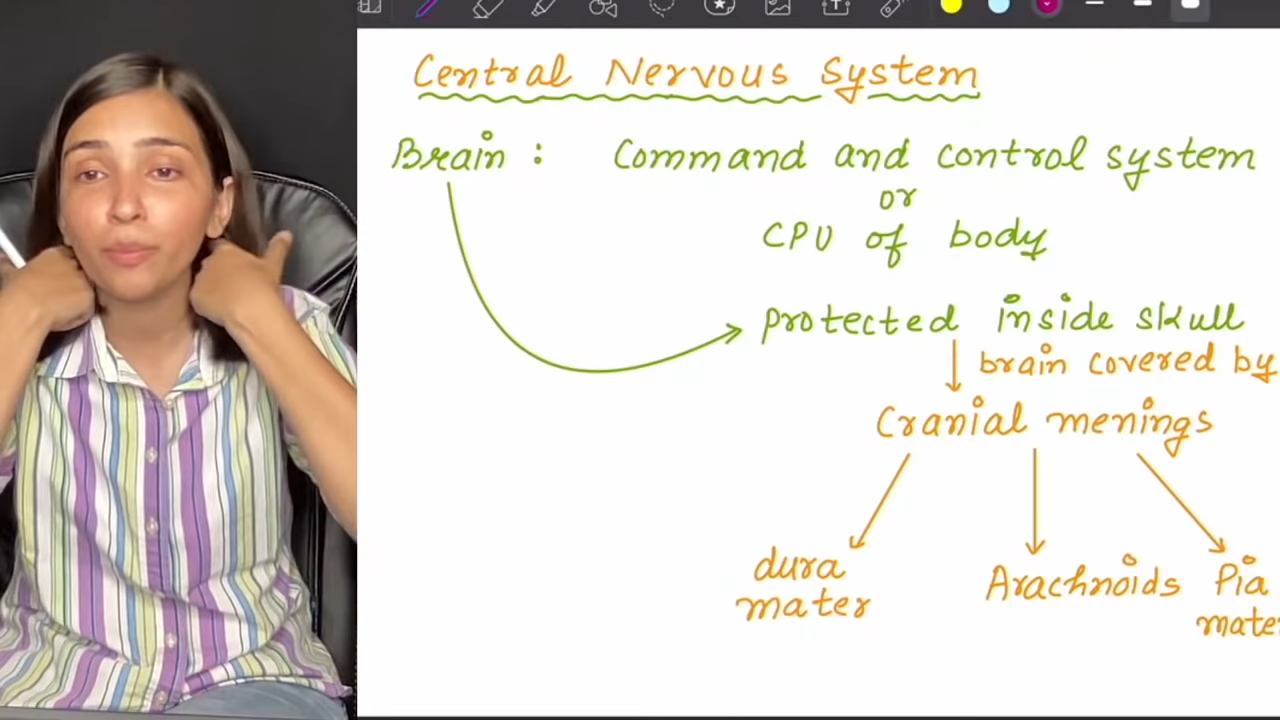 Central Nervous System
Brain : Command and control system
or
CPU of body
protected inside skull
brain covered by
Cranial menings
dura Arachnoids Pia
mater mater